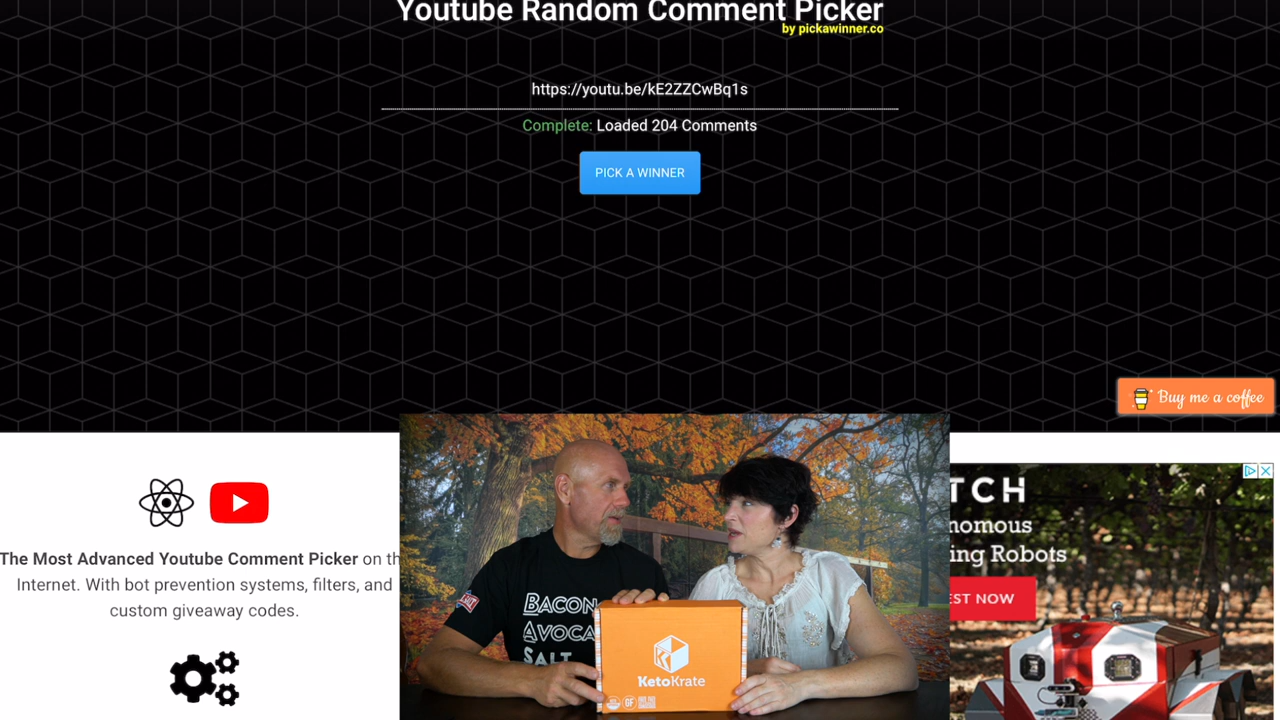 Youtube Random Comment Picker
by pickawinner.co
https://youtu.be/kE2ZZCwBq1s
Complete: Loaded 204 Comments
PICK A WINNER
Buy me a coffee
The Most Advanced Youtube Comment Picker on th
Internet. With bot prevention systems, filters, and
custom giveaway codes.
BACON
AVOCA
SALT
KetoKrate
GF
TCH
nomous
ing Robots
EST NOW